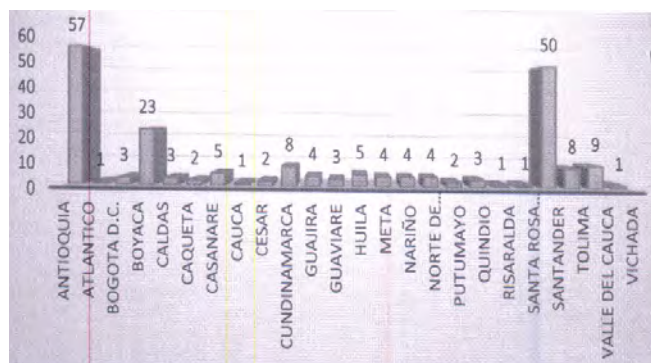 57
50
23
1
3
3
2
5
1
2
8
4
3
5
4
4
4
2
3
1
1
8
9
1
60
50
40
30
20
10
0
ANTIOQUIA
ATLANTICO
BOGOTA D.C.
BOYACA
CALDAS
CAQUETA
CASANARE
CAUCA
CESAR
CUNDINAMARCA
GUAJIRA
GUAVIARE
HUILA
META
NARIÑO
NORTE DE...
PUTUMAYO
QUINDIO
RISARALDA
SANTA ROSA...
SANTANDER
TOLIMA
VALLE DEL CAUCA
VICHADA